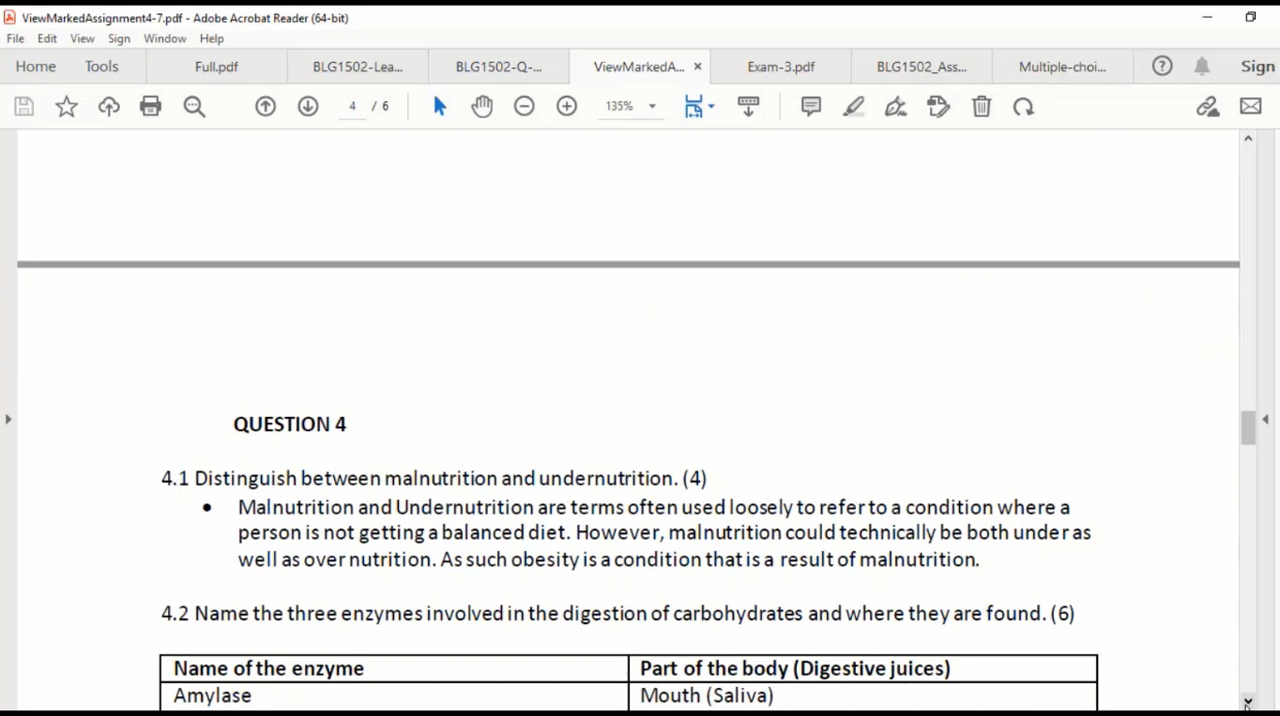 ViewMarkedAssignment4-7.pdf - Adobe Acrobat Reader (64-bit)
File Edit View Sign Window Help
Home Tools Full.pdf BLG1502-Lea... BLG1502-Q-... ViewMarkedA... × Exam-3.pdf BLG1502_Ass... Multiple-choi... Sign
4 / 6 135%
QUESTION 4
4.1 Distinguish between malnutrition and undernutrition. (4)
• Malnutrition and Undernutrition are terms often used loosely to refer to a condition where a
person is not getting a balanced diet. However, malnutrition could technically be both under as
well as over nutrition. As such obesity is a condition that is a result of malnutrition.
4.2 Name the three enzymes involved in the digestion of carbohydrates and where they are found. (6)
Name of the enzyme Part of the body (Digestive juices)
Amylase Mouth (Saliva)